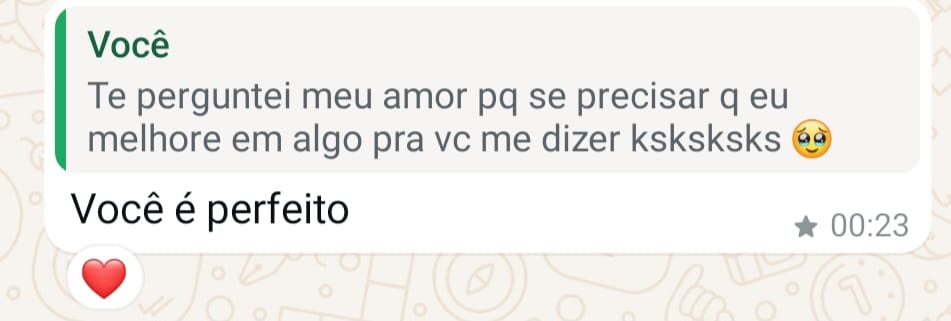 Você
Te perguntei meu amor pq se precisar q eu
melhore em algo pra vc me dizer ksksksks 🥹
Você é perfeito
00:23